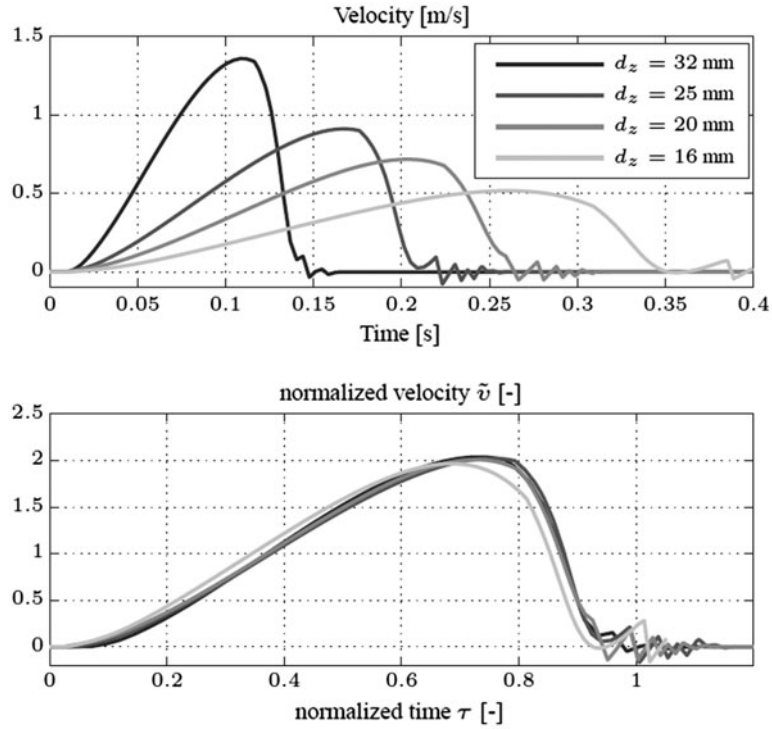 Velocity [m/s]
1.5
1
0.5
0
d_z = 32 mm
d_z = 25 mm
d_z = 20 mm
d_z = 16 mm
0 0.05 0.1 0.15 0.2 0.25 0.3 0.35 0.4
Time [s]
normalized velocity ṽ [-]
2.5
2
1.5
1
0.5
0
0 0.2 0.4 0.6 0.8 1
normalized time τ [-]